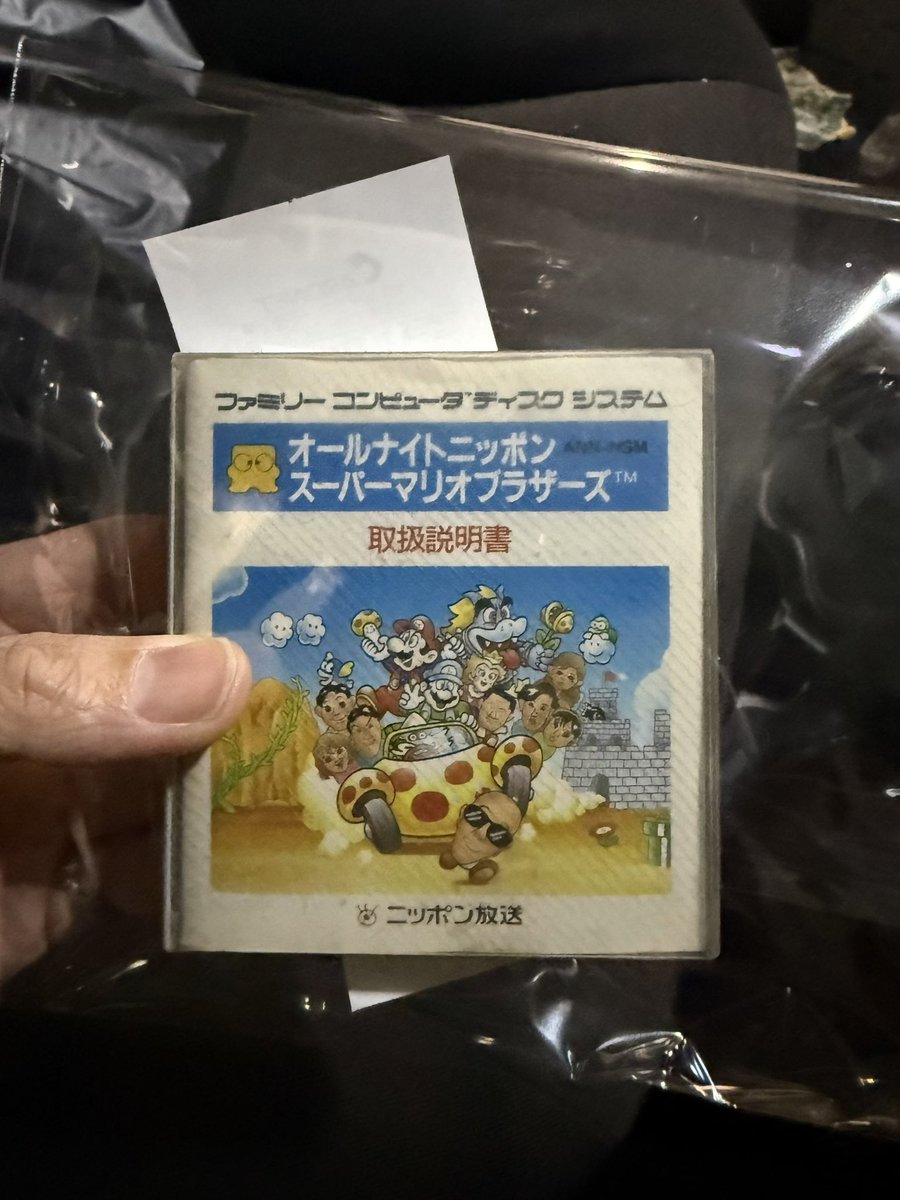 ファミリー コンピュータ ディスク システム
オールナイトニッポン ANN-NSM
スーパーマリオブラザーズ™
取扱説明書
ニッポン放送